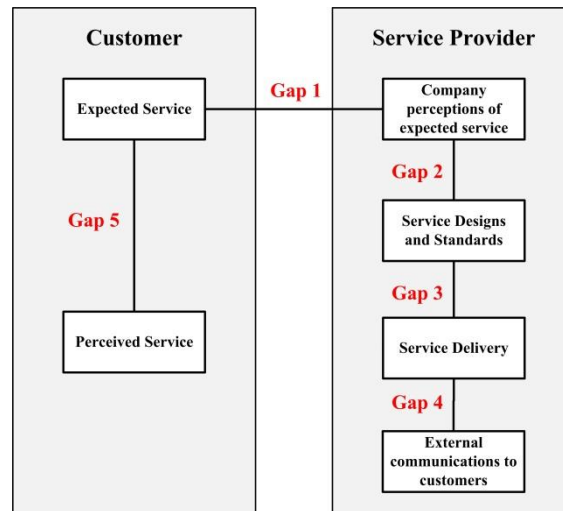 Customer
Service Provider
Expected Service
Gap 1
Company
perceptions of
expected service
Gap 2
Gap 5
Service Designs
and Standards
Gap 3
Perceived Service
Service Delivery
Gap 4
External
communications to
customers